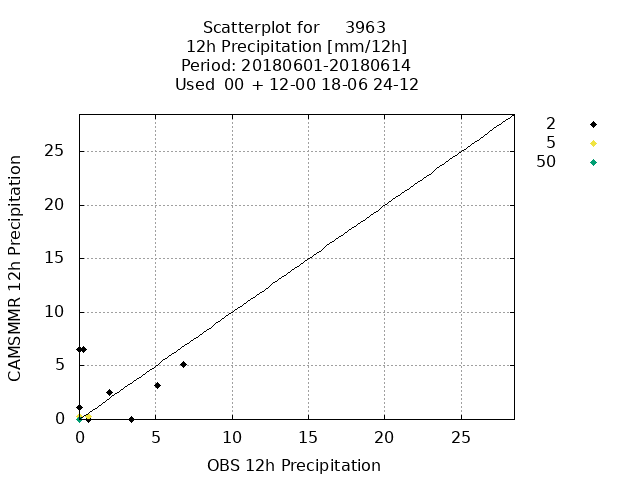 Scatterplot for 3963
12h Precipitation [mm/12h]
Period: 20180601-20180614
Used 00 + 12-00 18-06 24-12
2
5
50
CAMSMMR 12h Precipitation
25
20
15
10
5
0
0 5 10 15 20 25
OBS 12h Precipitation